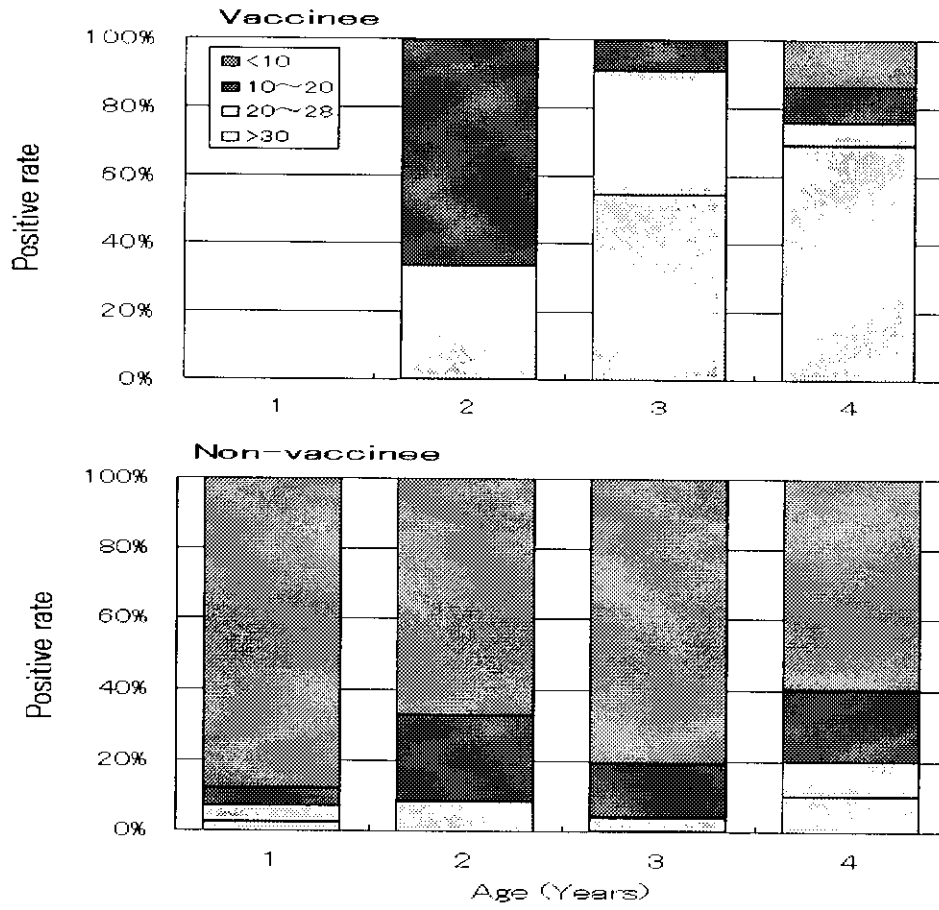 Vaccinee
100%
80%
60%
40%
20%
0%
Positive rate
<10
10〜20
20〜28
>30
1 2 3 4
Non-vaccinee
100%
80%
60%
40%
20%
0%
Positive rate
1 2 3 4
Age (Years)